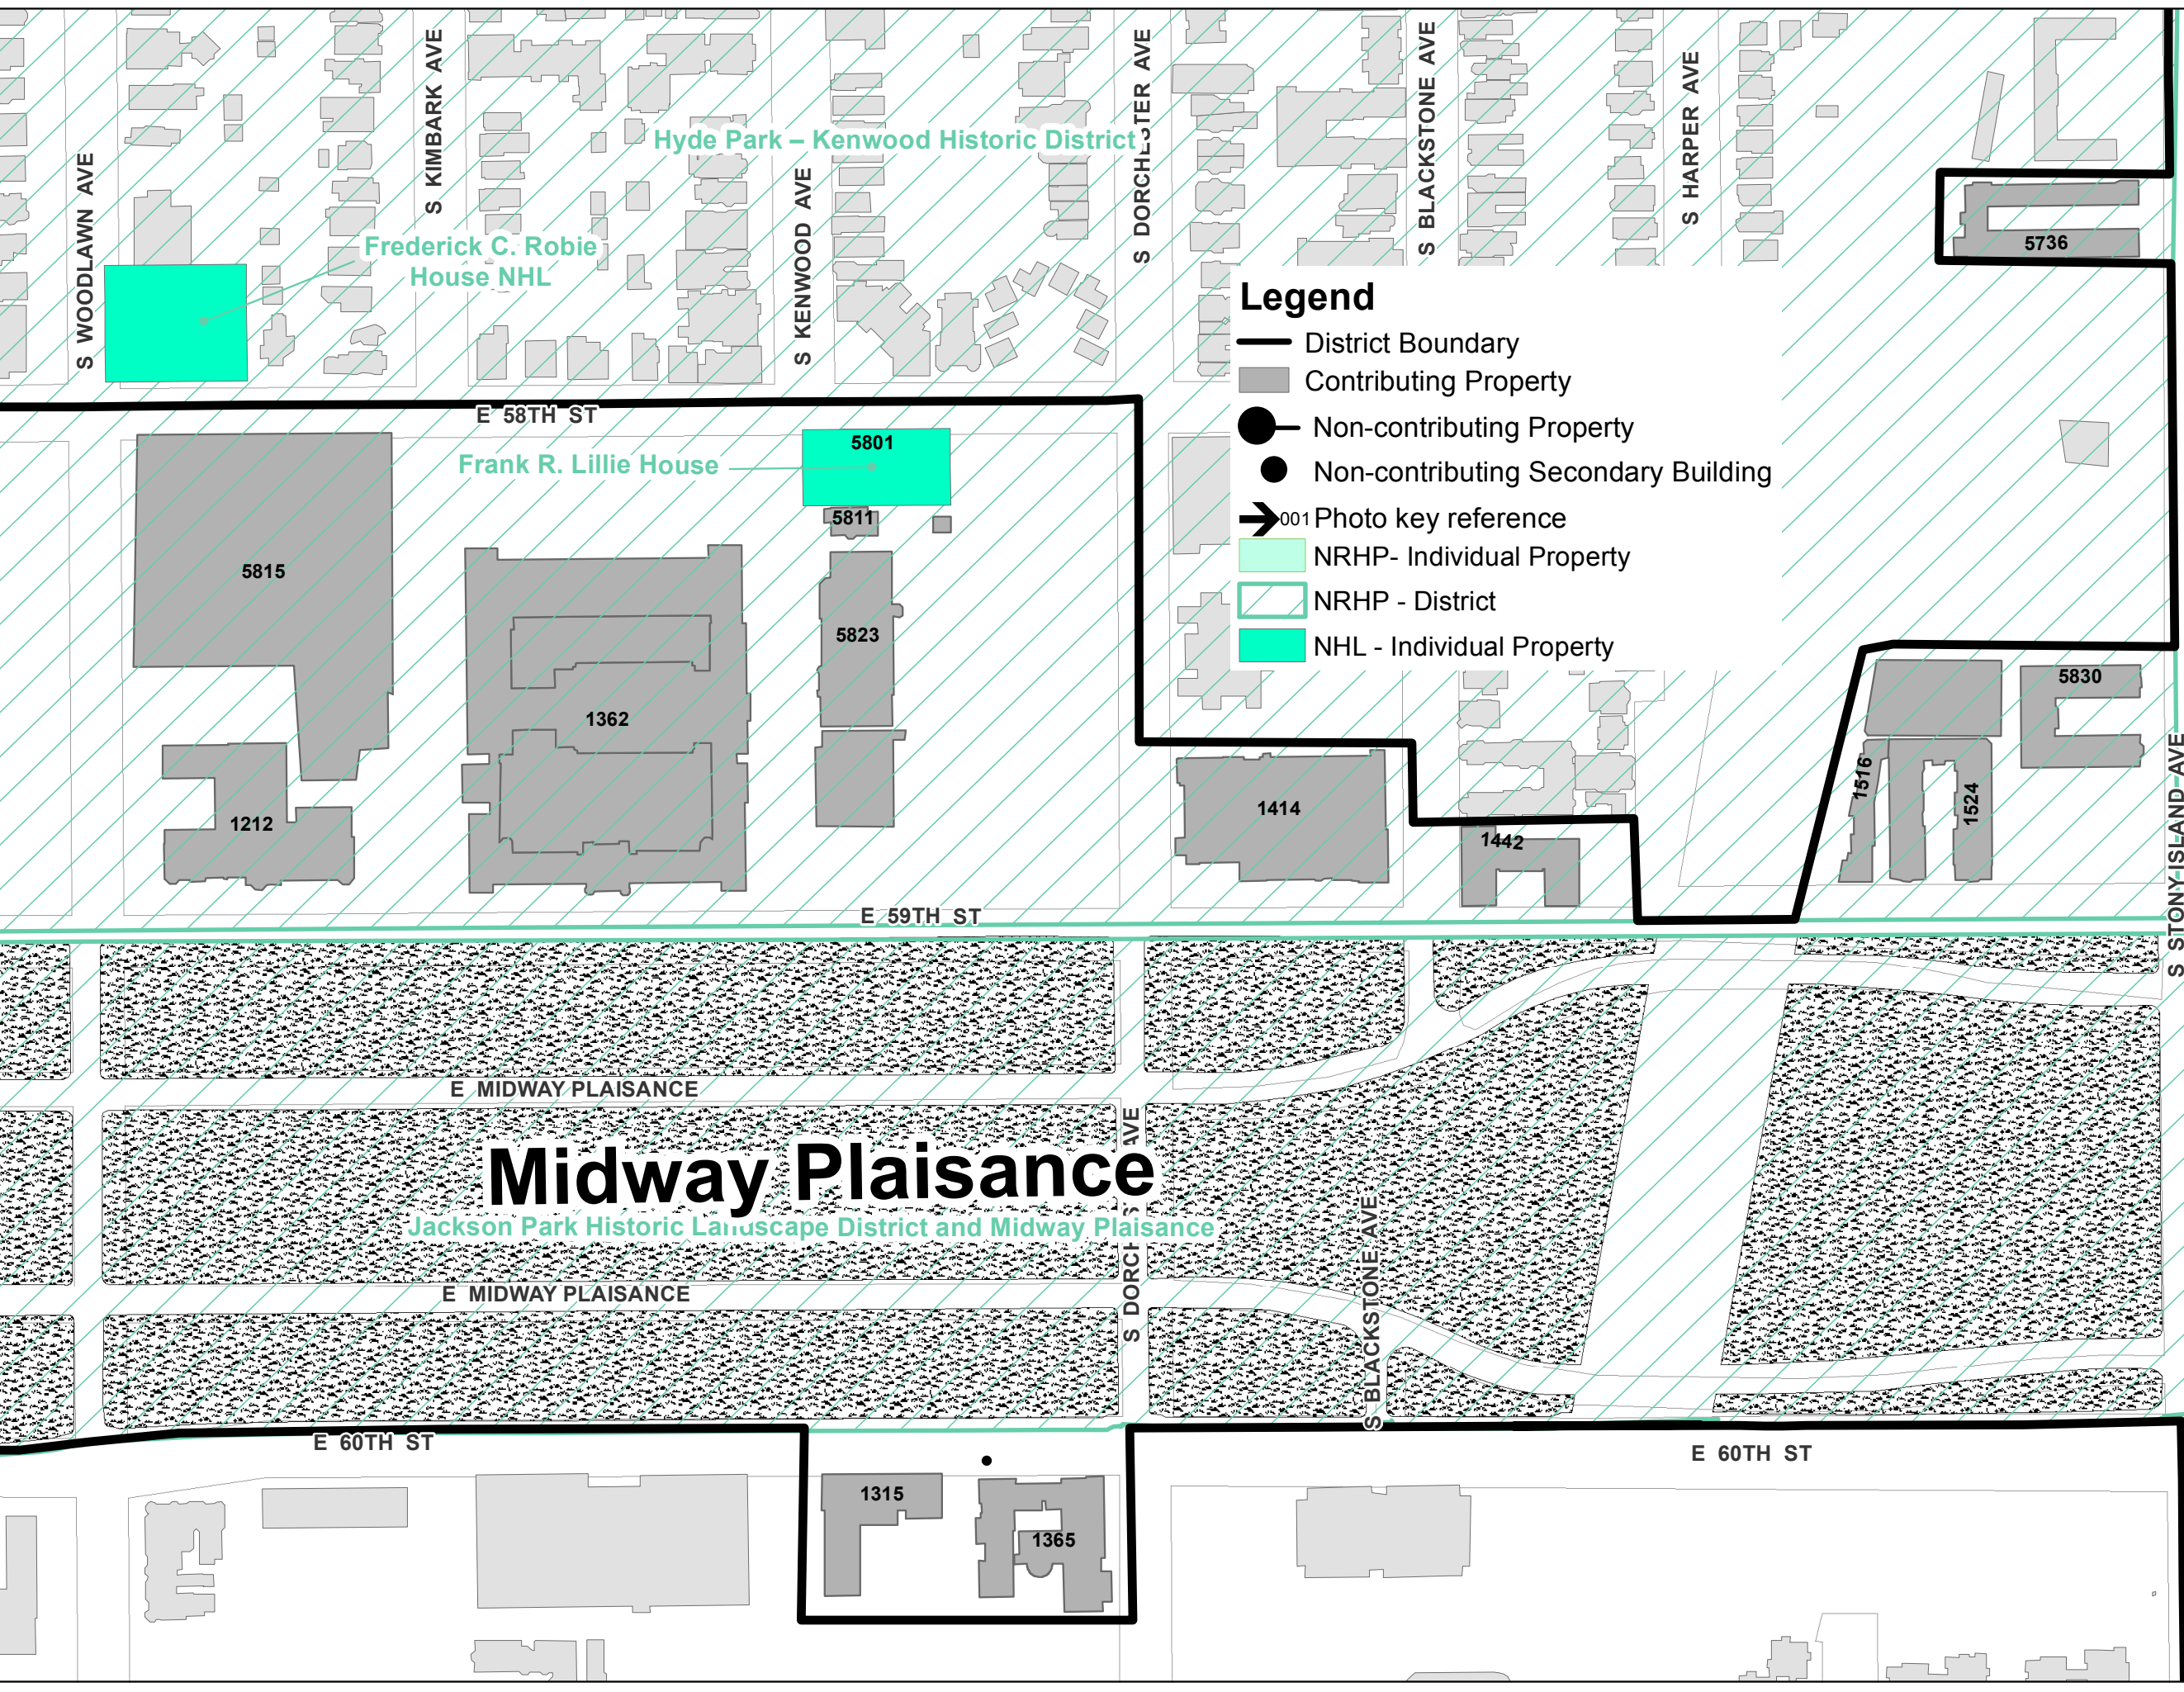 S WOODLAWN AVE
S KIMBARK AVE
S KENWOOD AVE
S DORCHESTER AVE
S BLACKSTONE AVE
S HARPER AVE
Hyde Park – Kenwood Historic District
Frederick C. Robie
House NHL
5736
Legend
District Boundary
Contributing Property
Non-contributing Property
Non-contributing Secondary Building
001 Photo key reference
NRHP- Individual Property
NRHP - District
NHL - Individual Property
E 58TH ST
5801
Frank R. Lillie House
5811
5815
5823
1362
1212
1414
1442
5830
1516
1524
S STONY ISLAND AVE
E 59TH ST
E MIDWAY PLAISANCE
Midway Plaisance
Jackson Park Historic Landscape District and Midway Plaisance
E MIDWAY PLAISANCE
S DORCHESTER AVE
S BLACKSTONE AVE
E 60TH ST
E 60TH ST
1315
1365